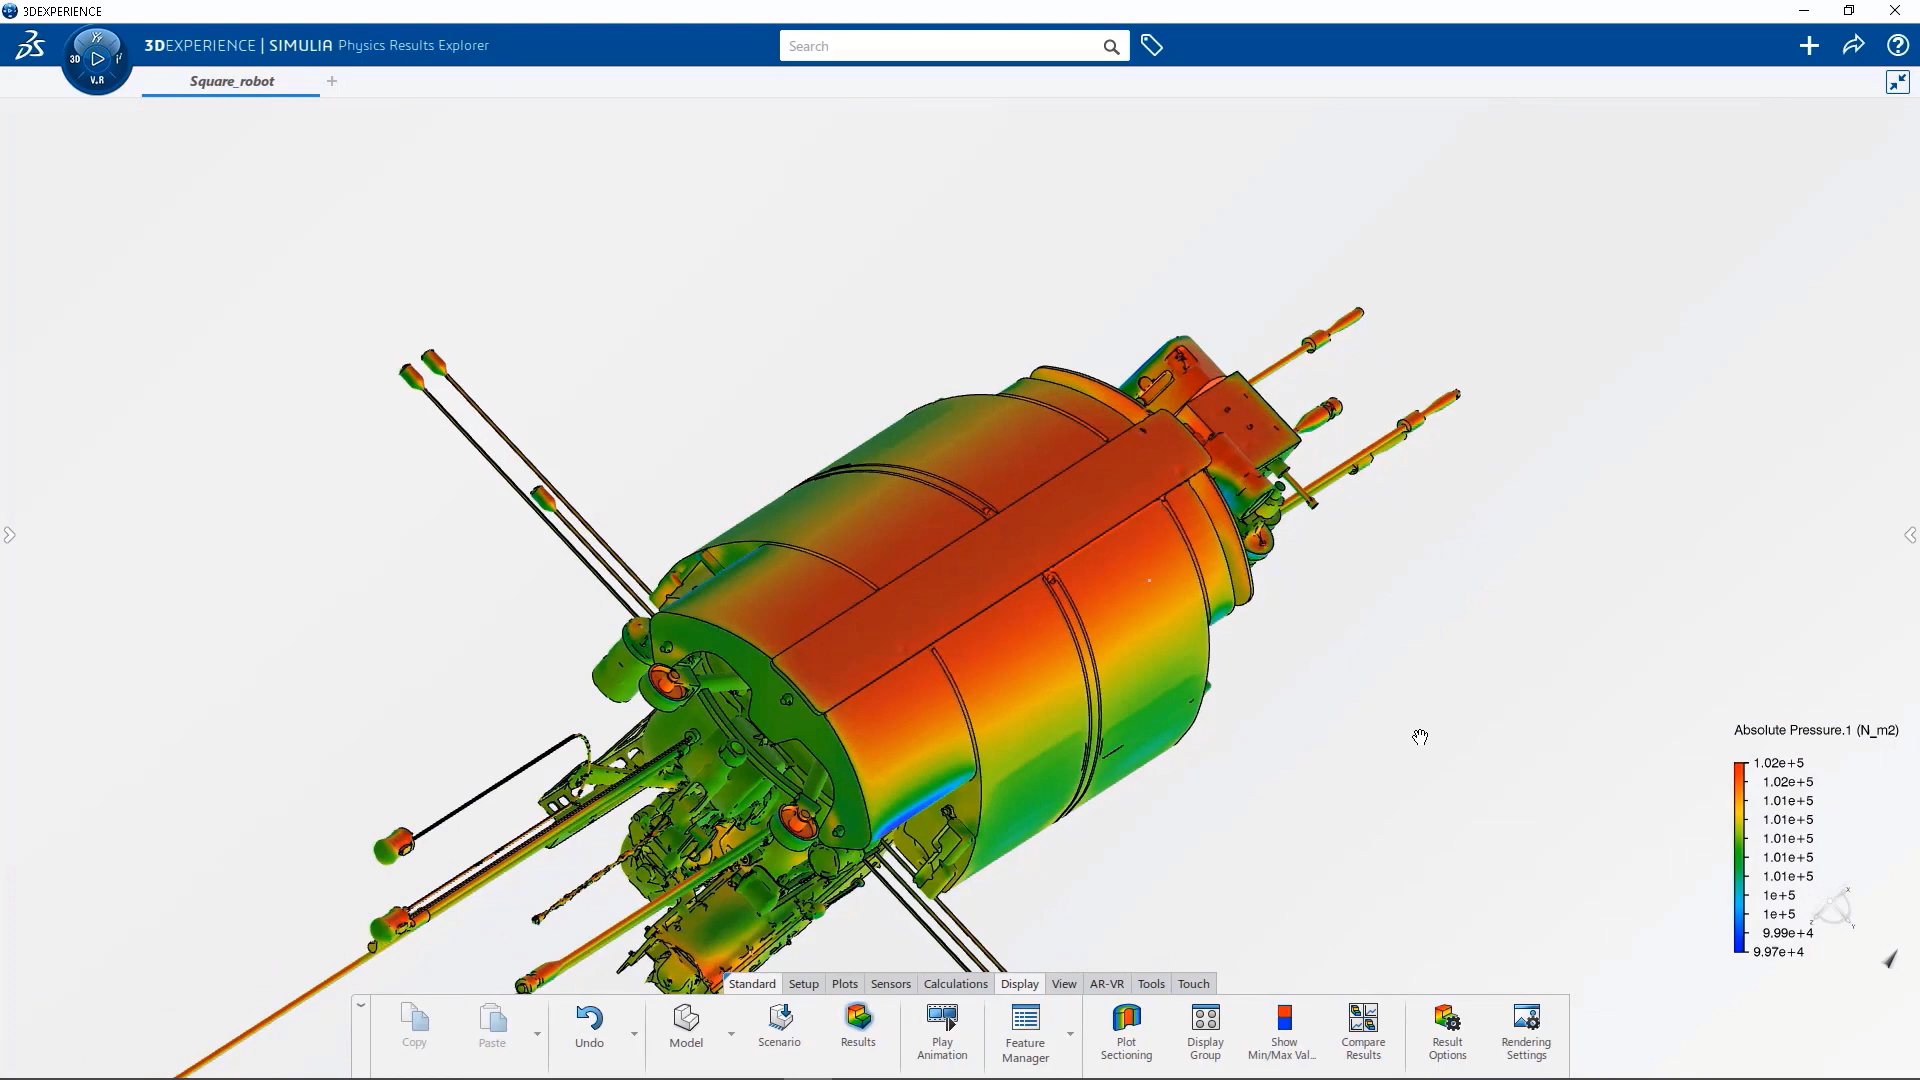 3DEXPERIENCE
3DEXPERIENCE | SIMULIA Physics Results Explorer
Search
3D
V.R
Square_robot
Absolute Pressure.1 (N_m2)
1.02e+5
1.02e+5
1.01e+5
1.01e+5
1.01e+5
1.01e+5
1.01e+5
1e+5
1e+5
9.99e+4
9.97e+4
X
Y
Z
Standard Setup Plots Sensors Calculations Display View AR-VR Tools Touch
Copy
Paste
Undo
Model
Scenario
Results
Play
Animation
Feature
Manager
Plot
Sectioning
Display
Group
Show
Min/Max Val...
Compare
Results
Result
Options
Rendering
Settings